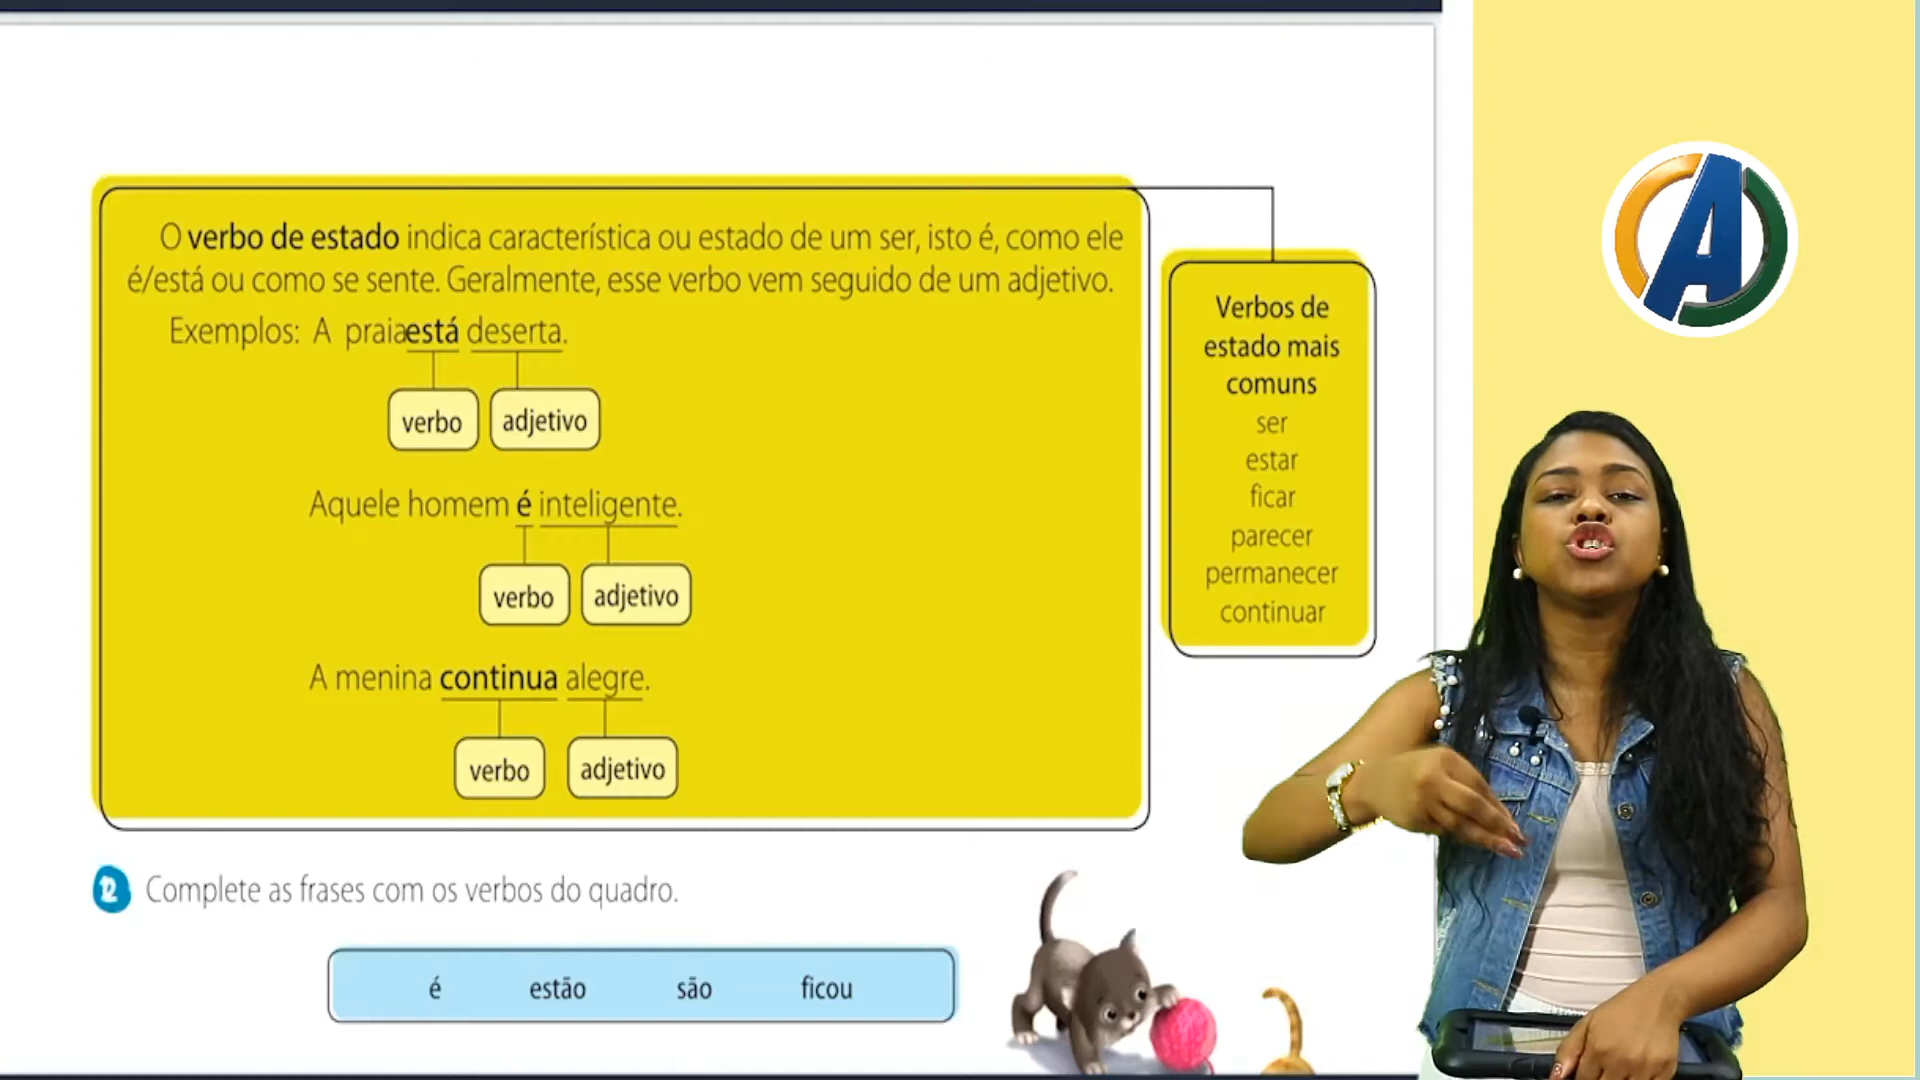 O verbo de estado indica característica ou estado de um ser, isto é, como ele
é/está ou como se sente. Geralmente, esse verbo vem seguido de um adjetivo.
Exemplos: A praia está deserta.
verbo adjetivo
Aquele homem é inteligente.
verbo adjetivo
A menina continua alegre.
verbo adjetivo
Verbos de
estado mais
comuns
ser
estar
ficar
parecer
permanecer
continuar
A
12 Complete as frases com os verbos do quadro.
é estão são ficou